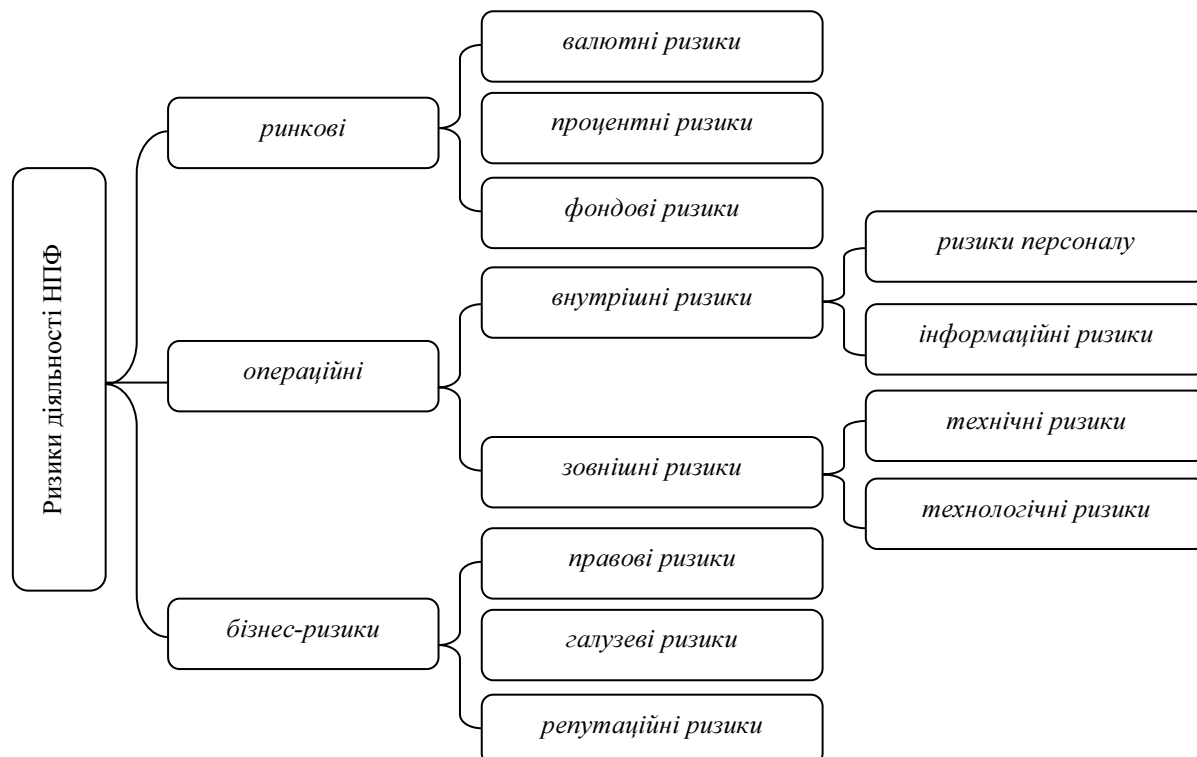 Ризики діяльності НПФ
ринкові
валютні ризики
процентні ризики
фондові ризики
операційні
внутрішні ризики
ризики персоналу
інформаційні ризики
зовнішні ризики
технічні ризики
технологічні ризики
бізнес-ризики
правові ризики
галузеві ризики
репутаційні ризики